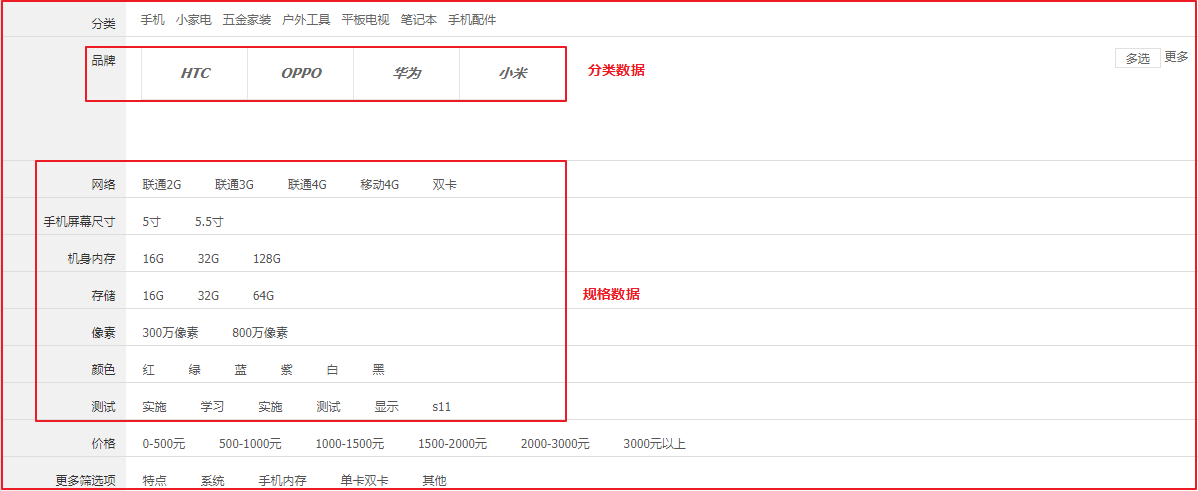 分类 手机 小家电 五金家装 户外工具 平板电视 笔记本 手机配件
品牌 HTC OPPO 华为 小米 分类数据 多选 更多
网络 联通2G 联通3G 联通4G 移动4G 双卡
手机屏幕尺寸 5寸 5.5寸
机身内存 16G 32G 128G
存储 16G 32G 64G 规格数据
像素 300万像素 800万像素
颜色 红 绿 蓝 紫 白 黑
测试 实施 学习 实施 测试 显示 s11
价格 0-500元 500-1000元 1000-1500元 1500-2000元 2000-3000元 3000元以上
更多筛选项 特点 系统 手机内存 单卡双卡 其他